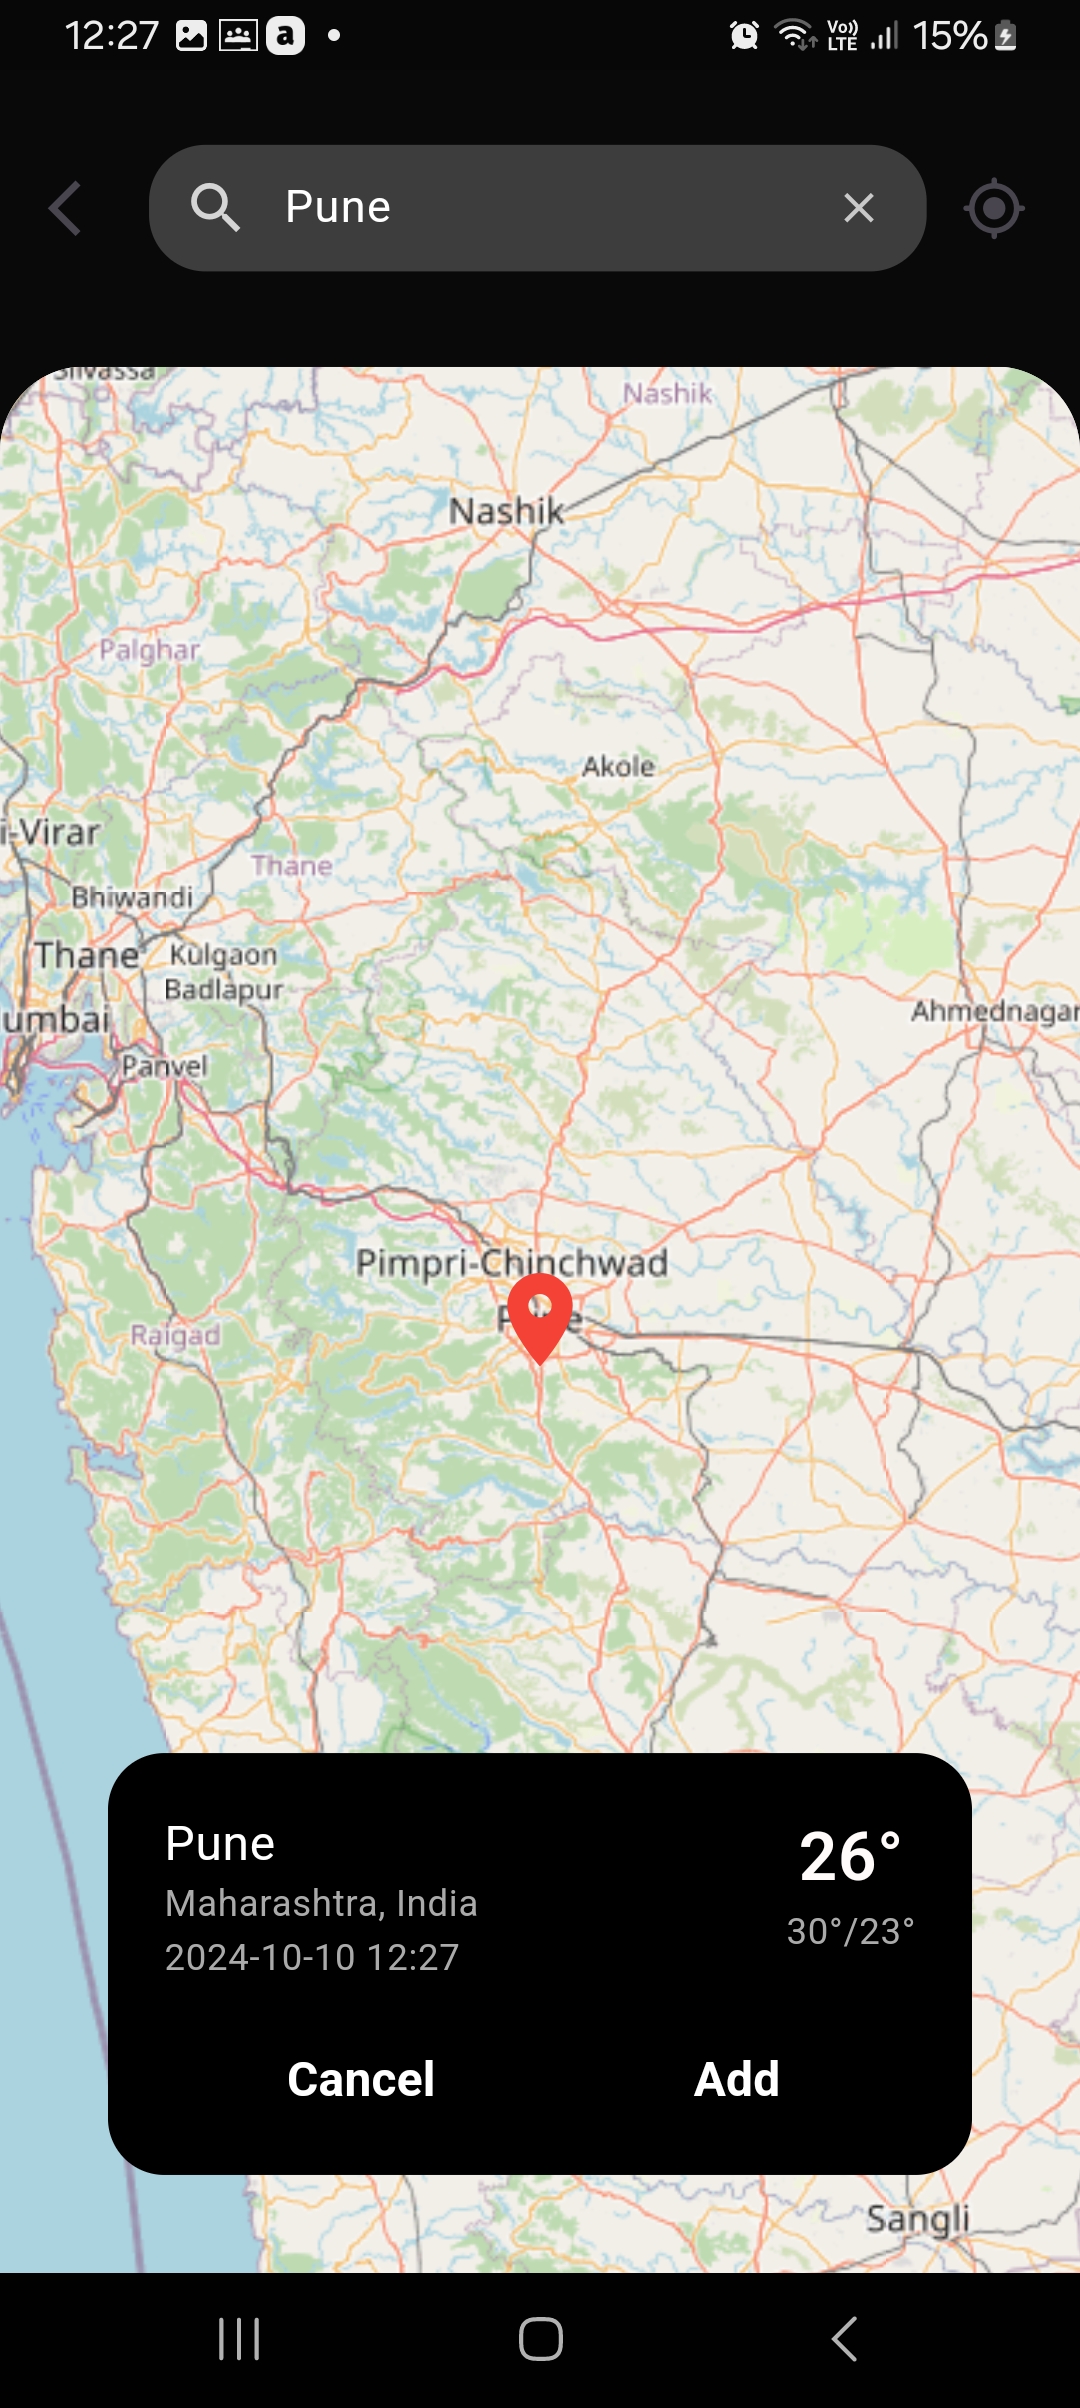 12:27
a
Vo))
LTE
15%
Pune
Silvassa
Nashik
Nashik
Palghar
Akole
i-Virar
Thane
Bhiwandi
Thane
Kulgaon
Badlapur
umbai
Ahmednagar
Panvel
Pimpri-Chinchwad
Raigad
Pune
26°
Maharashtra, India
30°/23°
2024-10-10 12:27
Cancel
Add
Sangli